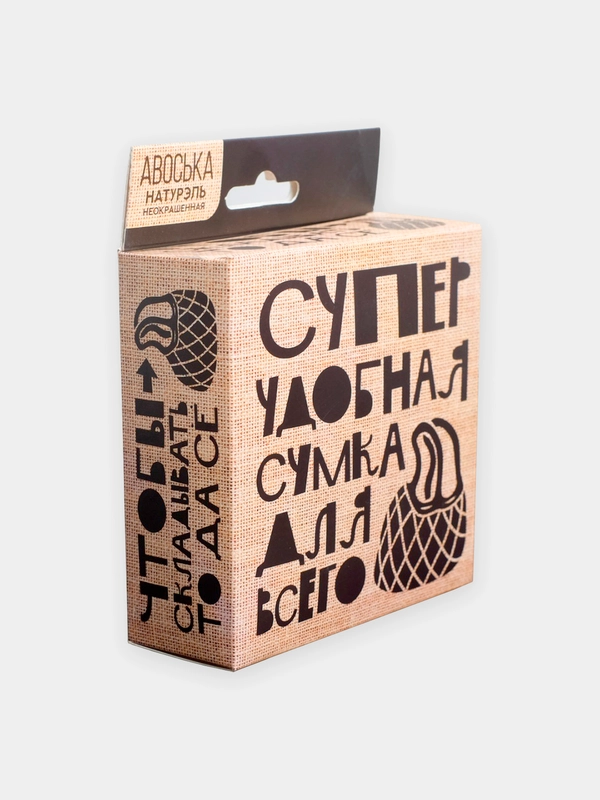 АВОСЬКА
НАТУРЭЛЬ
НЕОКРАШЕННАЯ
СУПЕР
УДОБНАЯ
СУМКА
ДЛЯ
ВСЕГО
ЧТОБЫ
СКЛАДЫВАТЬ
ТО ДА СЕ